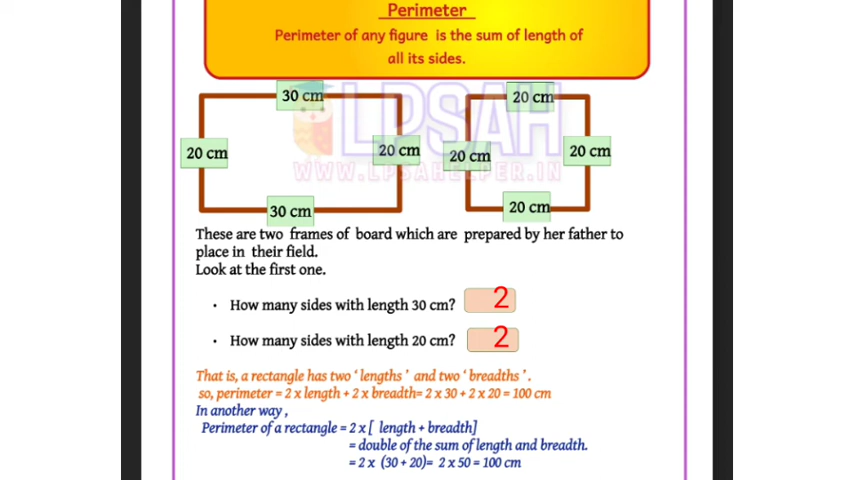 Perimeter
Perimeter of any figure is the sum of length of
all its sides.
30 cm
20 cm
20 cm
30 cm
20 cm
20 cm
20 cm
20 cm
LPSAH
WWW.LPSAHELPER.IN
These are two frames of board which are prepared by her father to
place in their field.
Look at the first one.
· How many sides with length 30 cm? 2
· How many sides with length 20 cm? 2
That is, a rectangle has two ‘ lengths ’ and two ‘ breadths ’ .
so, perimeter = 2 x length + 2 x breadth= 2 x 30 + 2 x 20 = 100 cm
In another way ,
Perimeter of a rectangle = 2 x [ length + breadth]
= double of the sum of length and breadth.
= 2 x (30 + 20)= 2 x 50 = 100 cm